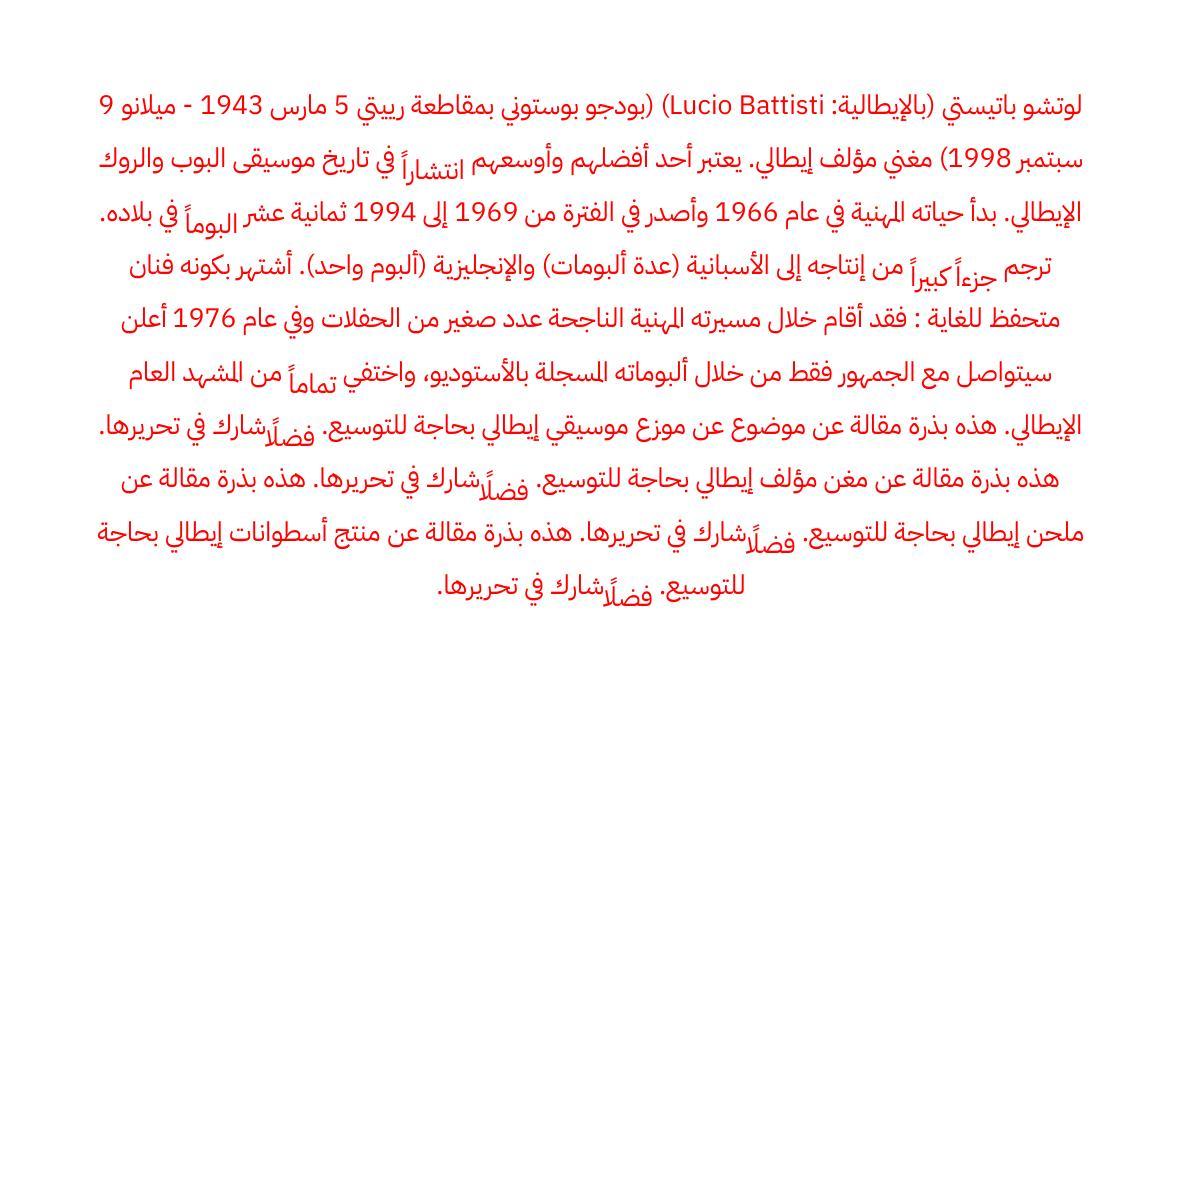 لوتشو باتيستي (بالإيطالية: Lucio Battisti) (بودجو بوستوني بمقاطعة رييتي 5 مارس 1943 - ميلانو 9
سبتمبر 1998) مغني مؤلف إيطالي. يعتبر أحد أفضلهم وأوسعهم انتشاراً في تاريخ موسيقى البوب والروك
الإيطالي. بدأ حياته المهنية في عام 1966 وأصدر في الفترة من 1969 إلى 1994 ثمانية عشر البوماً في بلاده.
ترجم جزءاً كبيراً من إنتاجه إلى الأسبانية (عدة ألبومات) والإنجليزية (ألبوم واحد). أشتهر بكونه فنان
متحفظ للغاية : فقد أقام خلال مسيرته المهنية الناجحة عدد صغير من الحفلات وفي عام 1976 أعلن
سيتواصل مع الجمهور فقط من خلال ألبوماته المسجلة بالأستوديو، واختفي تماماً من المشهد العام
الإيطالي. هذه بذرة مقالة عن موضوع عن موزع موسيقي إيطالي بحاجة للتوسيع. فضلًا شارك في تحريرها.
هذه بذرة مقالة عن مغن مؤلف إيطالي بحاجة للتوسيع. فضلًا شارك في تحريرها. هذه بذرة مقالة عن
ملحن إيطالي بحاجة للتوسيع. فضلًا شارك في تحريرها. هذه بذرة مقالة عن منتج أسطوانات إيطالي بحاجة
للتوسيع. فضلًا شارك في تحريرها.